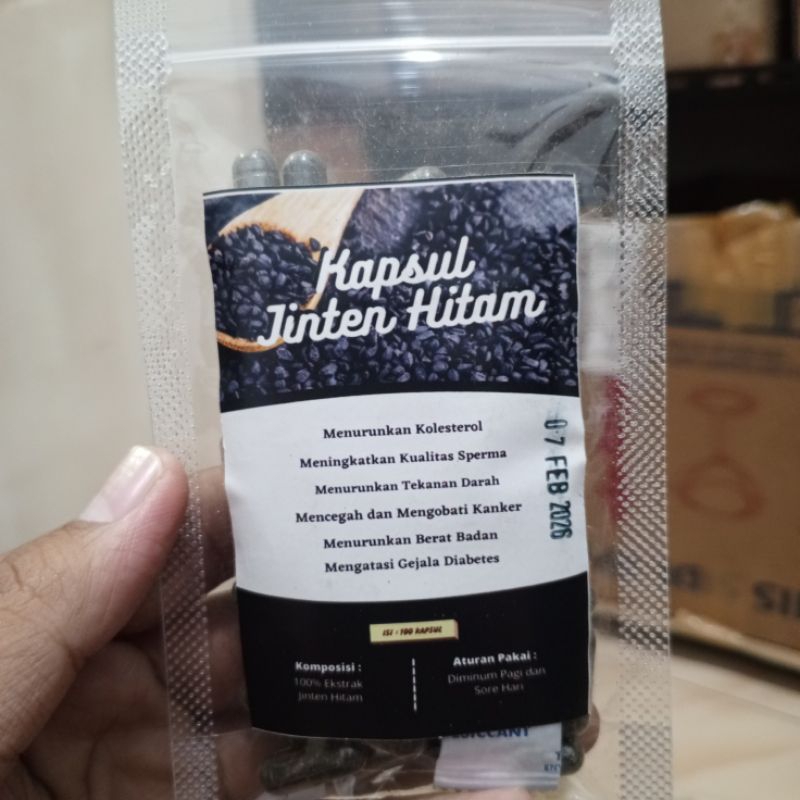 Kapsul
Jinten Hitam
Menurunkan Kolesterol
Meningkatkan Kualitas Sperma
Menurunkan Tekanan Darah
Mencegah dan Mengobati Kanker
Menurunkan Berat Badan
Mengatasi Gejala Diabetes
07 FEB 2026
ISI : 100 KAPSUL
Komposisi :
100% Ekstrak
Jinten Hitam
Aturan Pakai :
Diminum Pagi dan
Sore Hari